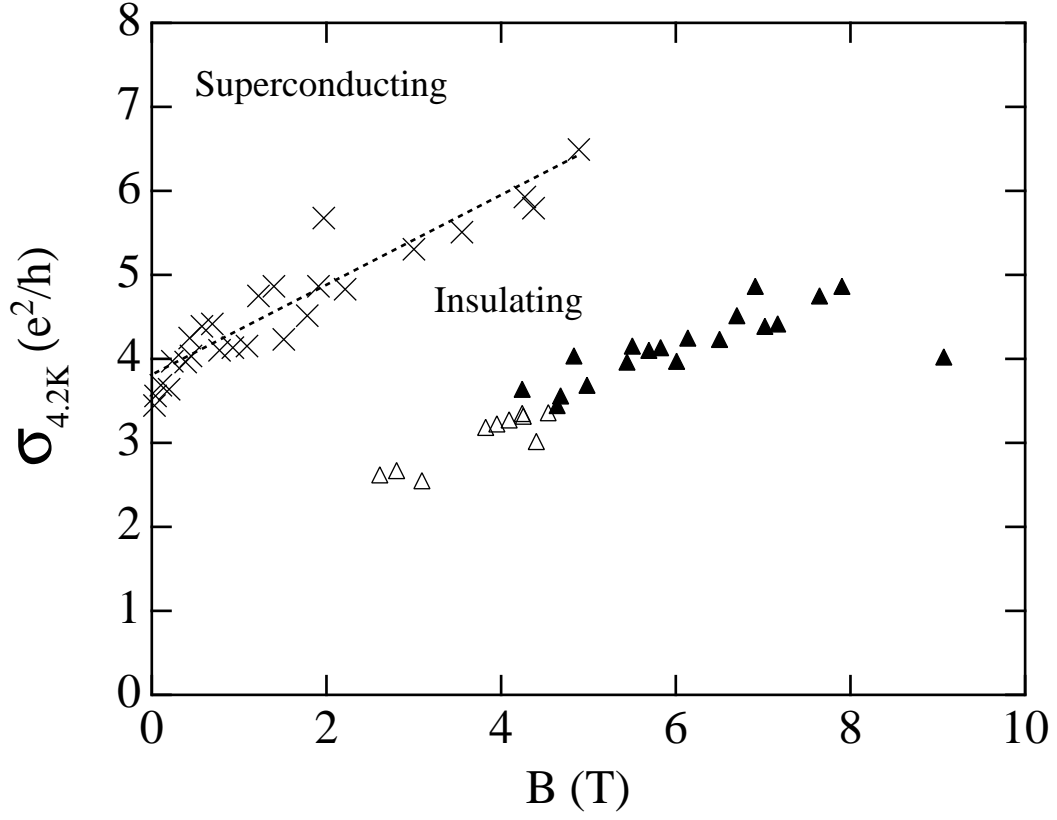 8
7
6
5
4
3
2
1
0
Superconducting
Insulating
σ4.2K (e²/h)
0 2 4 6 8 10
B (T)